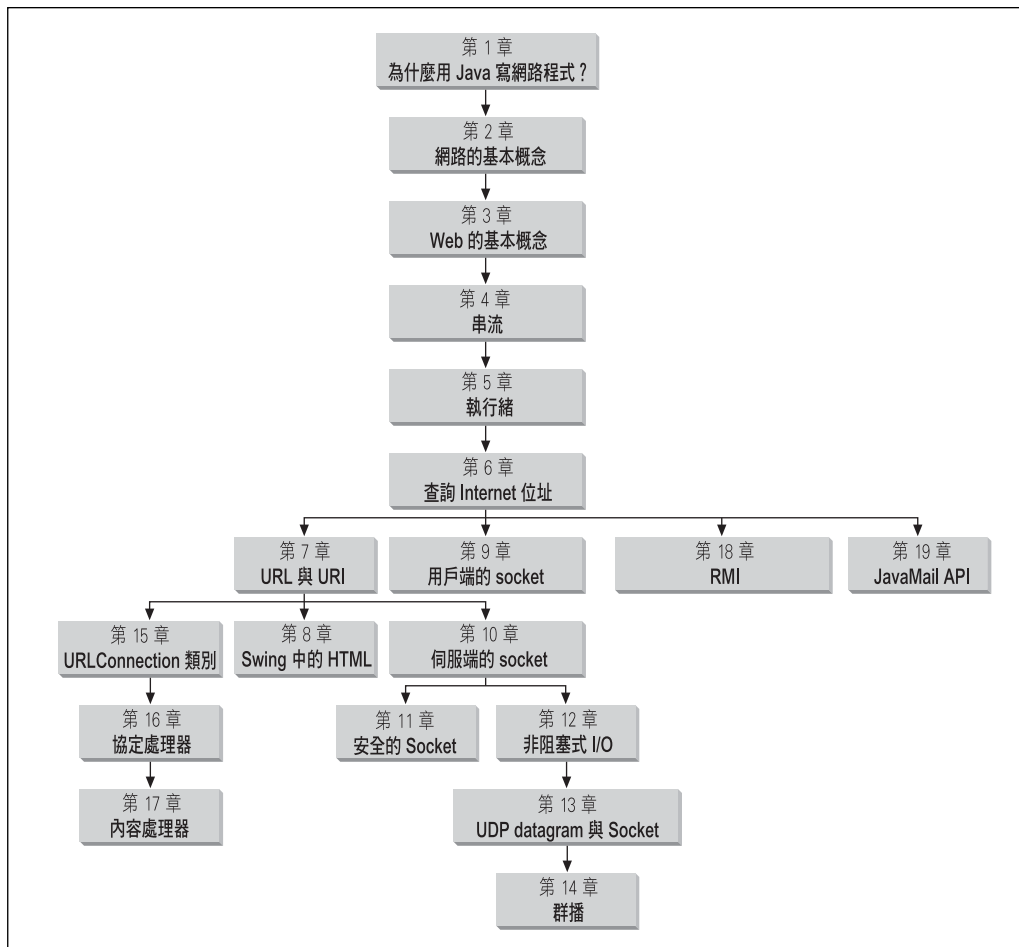 第 1 章
為什麼用 Java 寫網路程式？
第 2 章
網路的基本概念
第 3 章
Web 的基本概念
第 4 章
串流
第 5 章
執行緒
第 6 章
查詢 Internet 位址
第 7 章
URL 與 URI
第 9 章
用戶端的 socket
第 18 章
RMI
第 19 章
JavaMail API
第 15 章
URLConnection 類別
第 8 章
Swing 中的 HTML
第 10 章
伺服端的 socket
第 16 章
協定處理器
第 11 章
安全的 Socket
第 12 章
非阻塞式 I/O
第 17 章
內容處理器
第 13 章
UDP datagram 與 Socket
第 14 章
群播